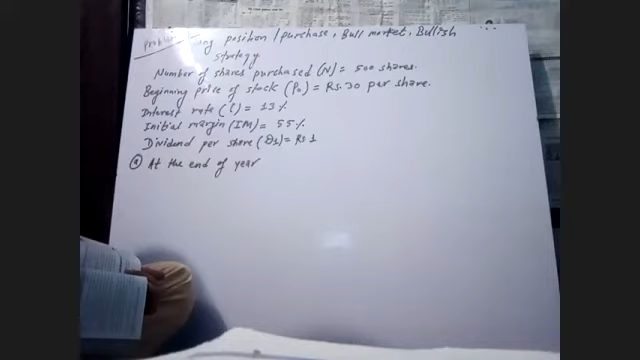 Problem Long position / purchase, Bull market, Bullish
strategy
Number of shares purchased (N) = 500 shares.
Beginning price of stock (P₀) = Rs. 30 per share.
Interest rate (i) = 13%
Initial margin (IM) = 55%
Dividend per share (D₁) = Rs 1
(a) At the end of year